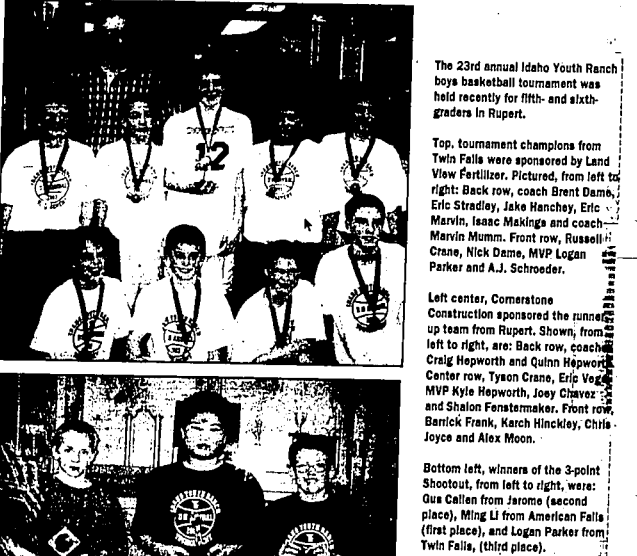 The 23rd annual Idaho Youth Ranch
boys basketball tournament was
held recently for fifth- and sixth-
graders in Rupert.
Top, tournament champions from
Twin Falls were sponsored by Land
View Fertilizer. Pictured, from left to
right: Back row, coach Brent Dame,
Eric Stradley, Jake Hanchey, Eric
Marvin, Isaac Makings and coach
Marvin Mumm. Front row, Russell
Crane, Nick Dame, MVP Logan
Parker and A.J. Schroeder.
Left center, Cornerstone
Construction sponsored the runner
up team from Rupert. Shown, from
left to right, are: Back row, coache
Craig Hepworth and Quinn Hepwort
Center row, Tyson Crane, Eric Vega
MVP Kyle Hepworth, Joey Chavez
and Shalon Fenstermaker. Front row,
Barrick Frank, Karch Hinckley, Chris
Joyce and Alex Moon.
Bottom left, winners of the 3-point
Shootout, from left to right, were:
Gus Callen from Jerome (second
place), Ming Li from American Falls
(first place), and Logan Parker from
Twin Falls, (third place).
12